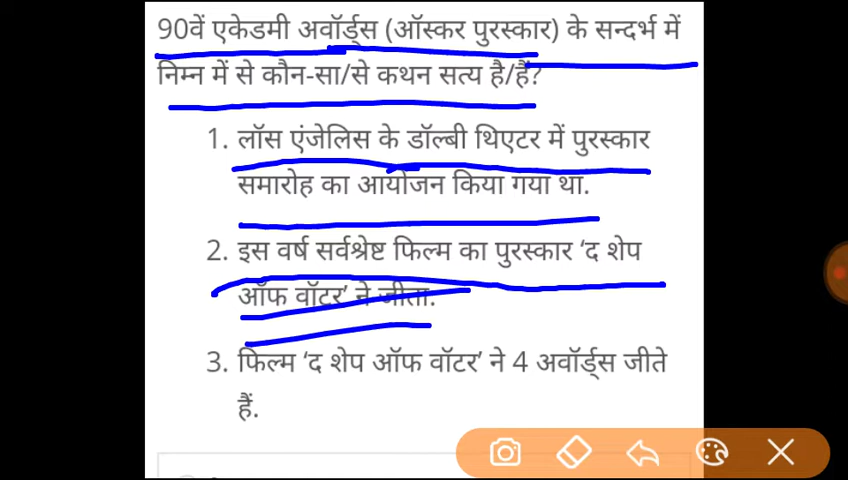 90वें एकेडमी अवॉर्ड्स (ऑस्कर पुरस्कार) के सन्दर्भ में
निम्न में से कौन-सा/से कथन सत्य है/हैं?
1. लॉस एंजेलिस के डॉल्बी थिएटर में पुरस्कार
समारोह का आयोजन किया गया था.
2. इस वर्ष सर्वश्रेष्ट फिल्म का पुरस्कार ‘द शेप
ऑफ वॉटर’ ने जीता.
3. फिल्म ‘द शेप ऑफ वॉटर’ ने 4 अवॉर्ड्स जीते
हैं.